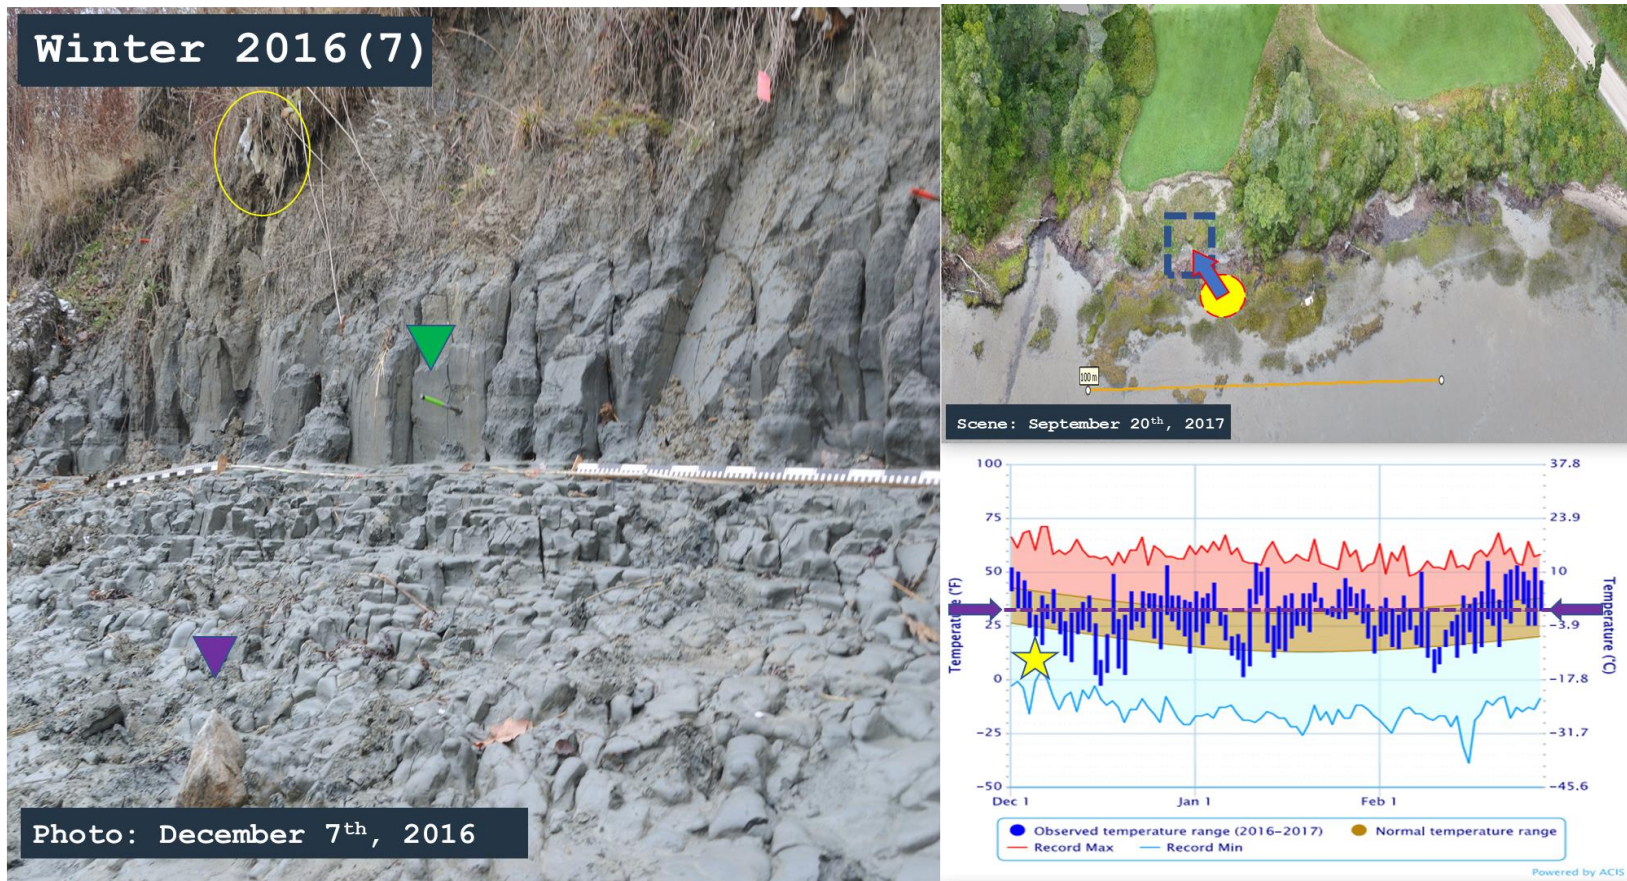 Winter 2016(7)
Photo: December 7th, 2016
100 m
Scene: September 20th, 2017
100
75
50
25
0
-25
-50
Temperature (°F)
37.8
23.9
10
-3.9
-17.8
-31.7
-45.6
Temperature (°C)
Dec 1
Jan 1
Feb 1
Observed temperature range (2016-2017)
Normal temperature range
Record Max
Record Min
Powered by ACIS